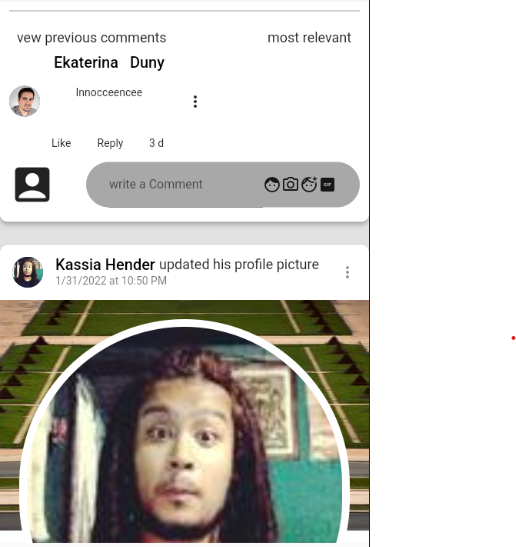 vew previous comments most relevant
Ekaterina Duny
Innocceencee
Like Reply 3 d
write a Comment GIF
Kassia Hender updated his profile picture
1/31/2022 at 10:50 PM